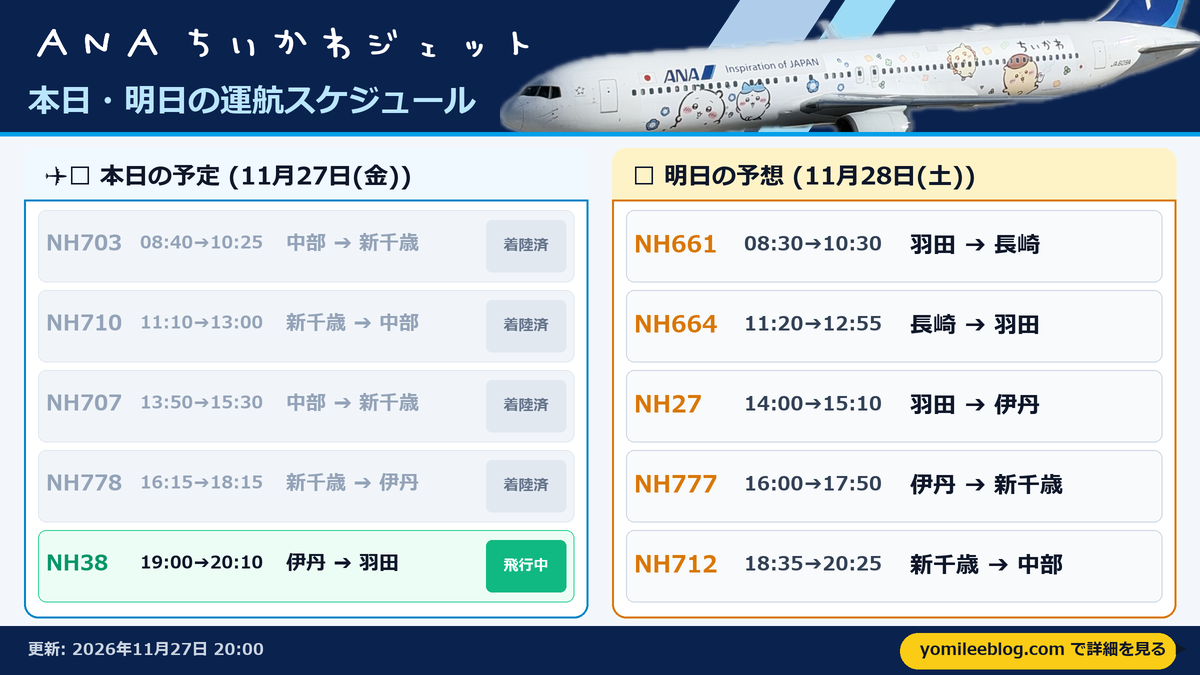 ANA ちいかわジェット
本日・明日の運航スケジュール
ANA Inspiration of JAPAN
ちいかわ
本日の予定 (11月27日(金))
NH703 08:40→10:25 中部 → 新千歳 着陸済
NH710 11:10→13:00 新千歳 → 中部 着陸済
NH707 13:50→15:30 中部 → 新千歳 着陸済
NH778 16:15→18:15 新千歳 → 伊丹 着陸済
NH38 19:00→20:10 伊丹 → 羽田 飛行中
明日の予想 (11月28日(土))
NH661 08:30→10:30 羽田 → 長崎
NH664 11:20→12:55 長崎 → 羽田
NH27 14:00→15:10 羽田 → 伊丹
NH777 16:00→17:50 伊丹 → 新千歳
NH712 18:35→20:25 新千歳 → 中部
更新: 2026年11月27日 20:00
yomileeblog.com で詳細を見る